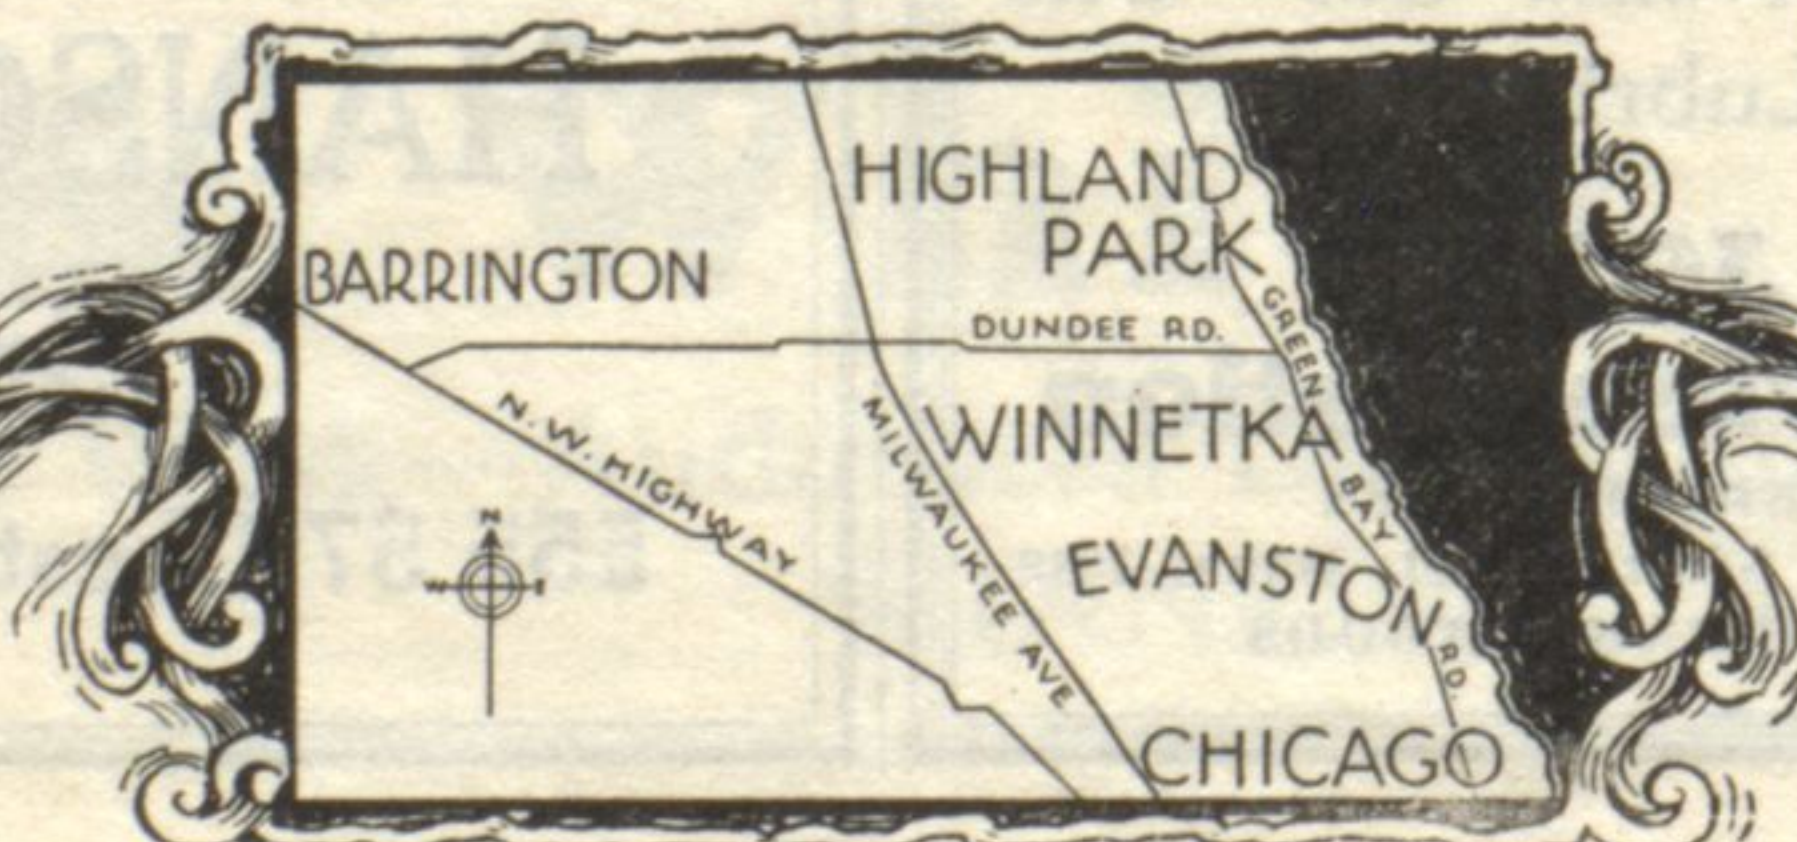 HIGHLAND
PARK
BARRINGTON
DUNDEE RD.
GREEN BAY RD.
N.W. HIGHWAY
MILWAUKEE AVE
WINNETKA
EVANSTON
N
W E
CHICAGO